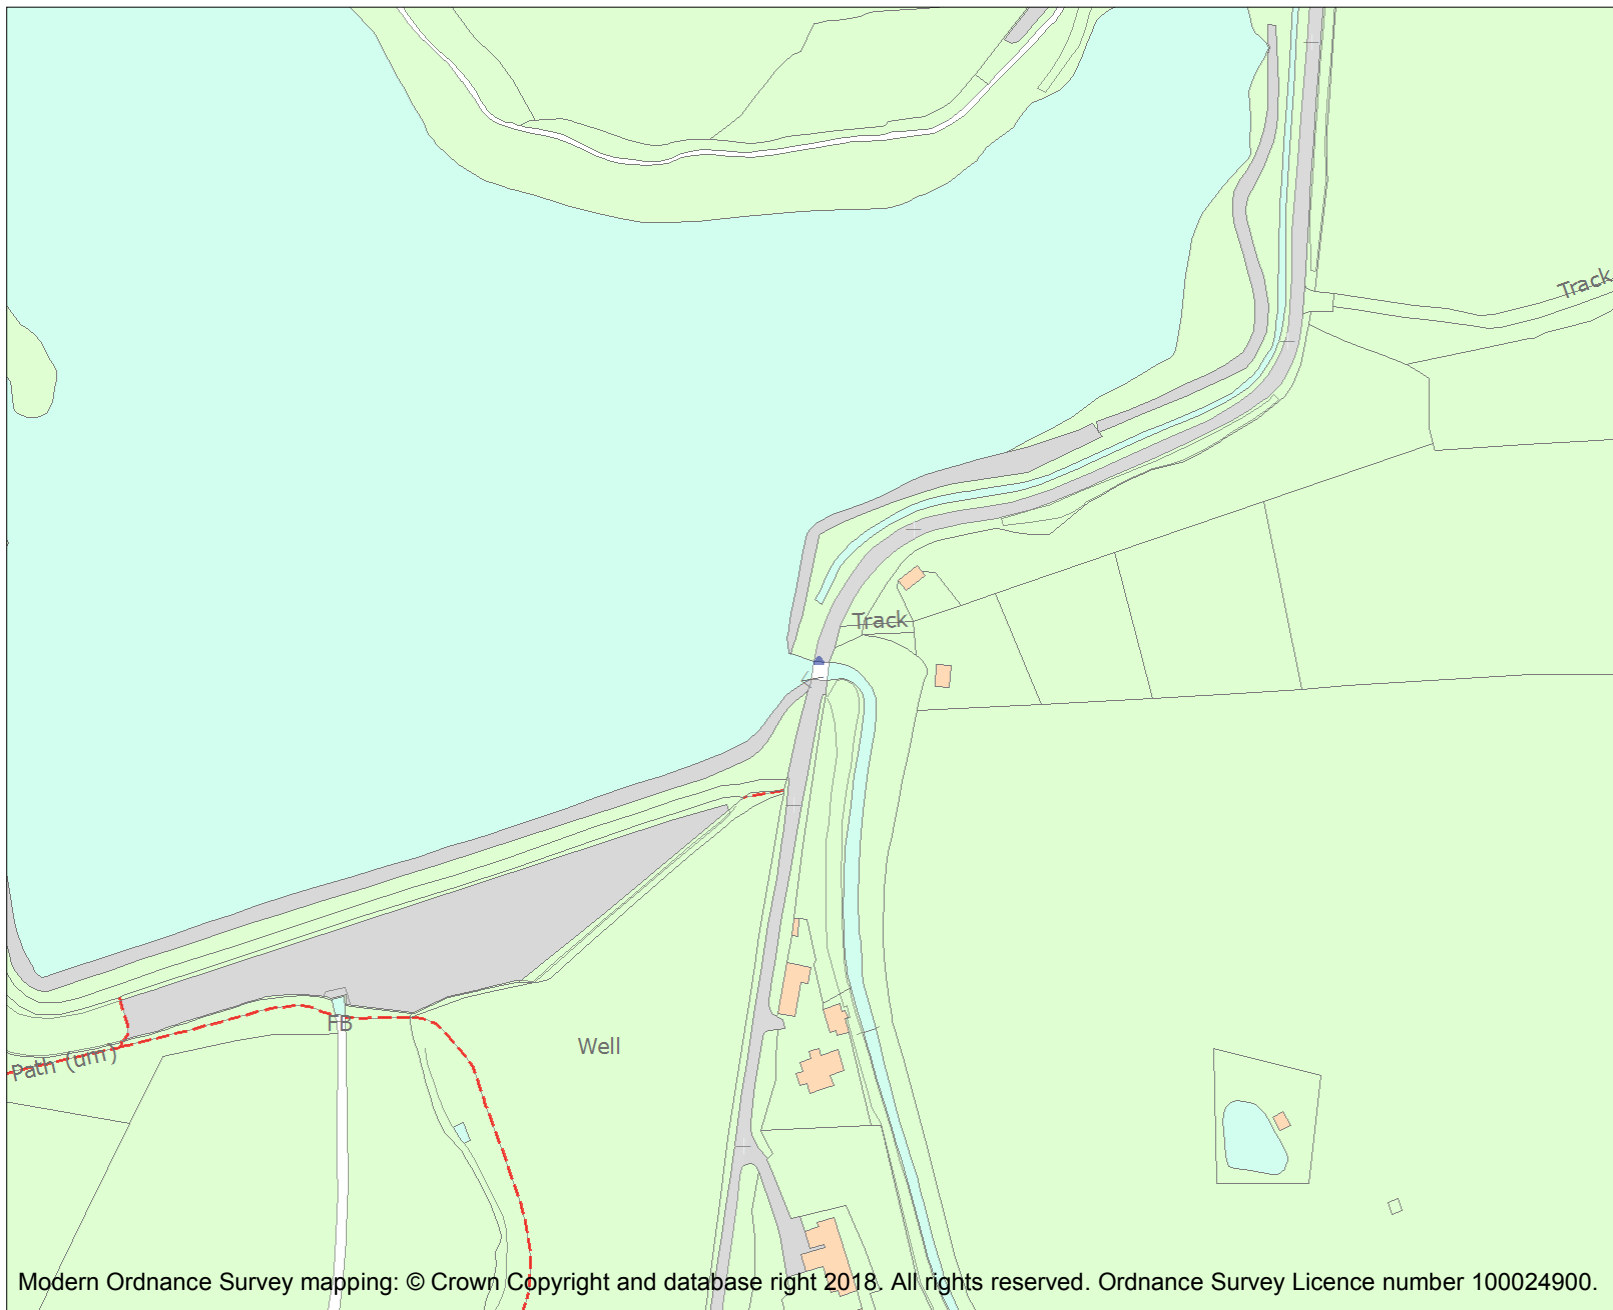 Track
Track
FB
Well
Path (um)
Modern Ordnance Survey mapping: © Crown Copyright and database right 2018. All rights reserved. Ordnance Survey Licence number 100024900.